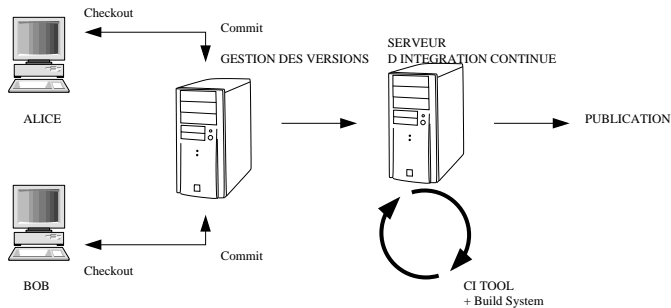 Checkout
Commit
GESTION DES VERSIONS
SERVEUR
D INTEGRATION CONTINUE
ALICE
PUBLICATION
Checkout
Commit
BOB
CI TOOL
+ Build System